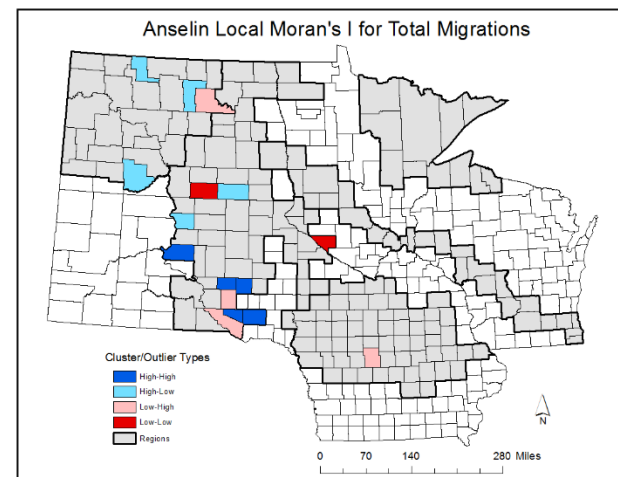 Anselin Local Moran's I for Total Migrations
Cluster/Outlier Types
High-High
High-Low
Low-High
Low-Low
Regions
N
0 70 140 280 Miles